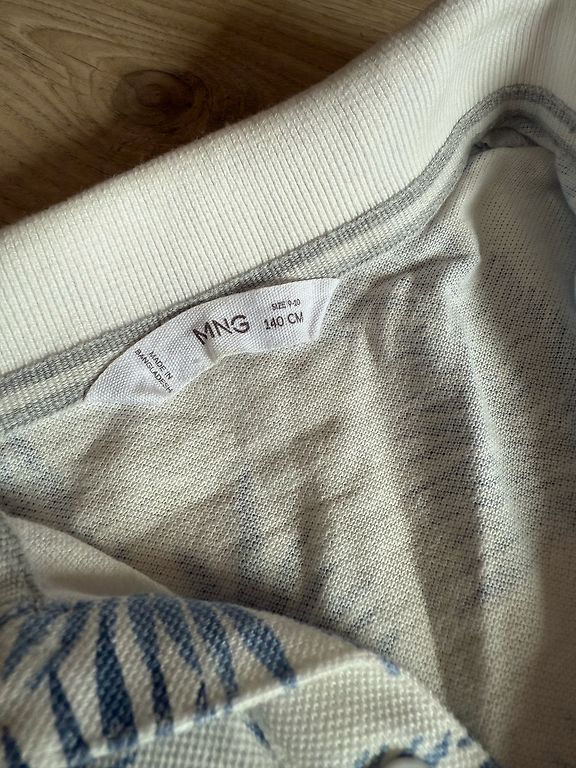 MADE IN
BANGLADESH
MNG
SIZE 9-10
140 CM